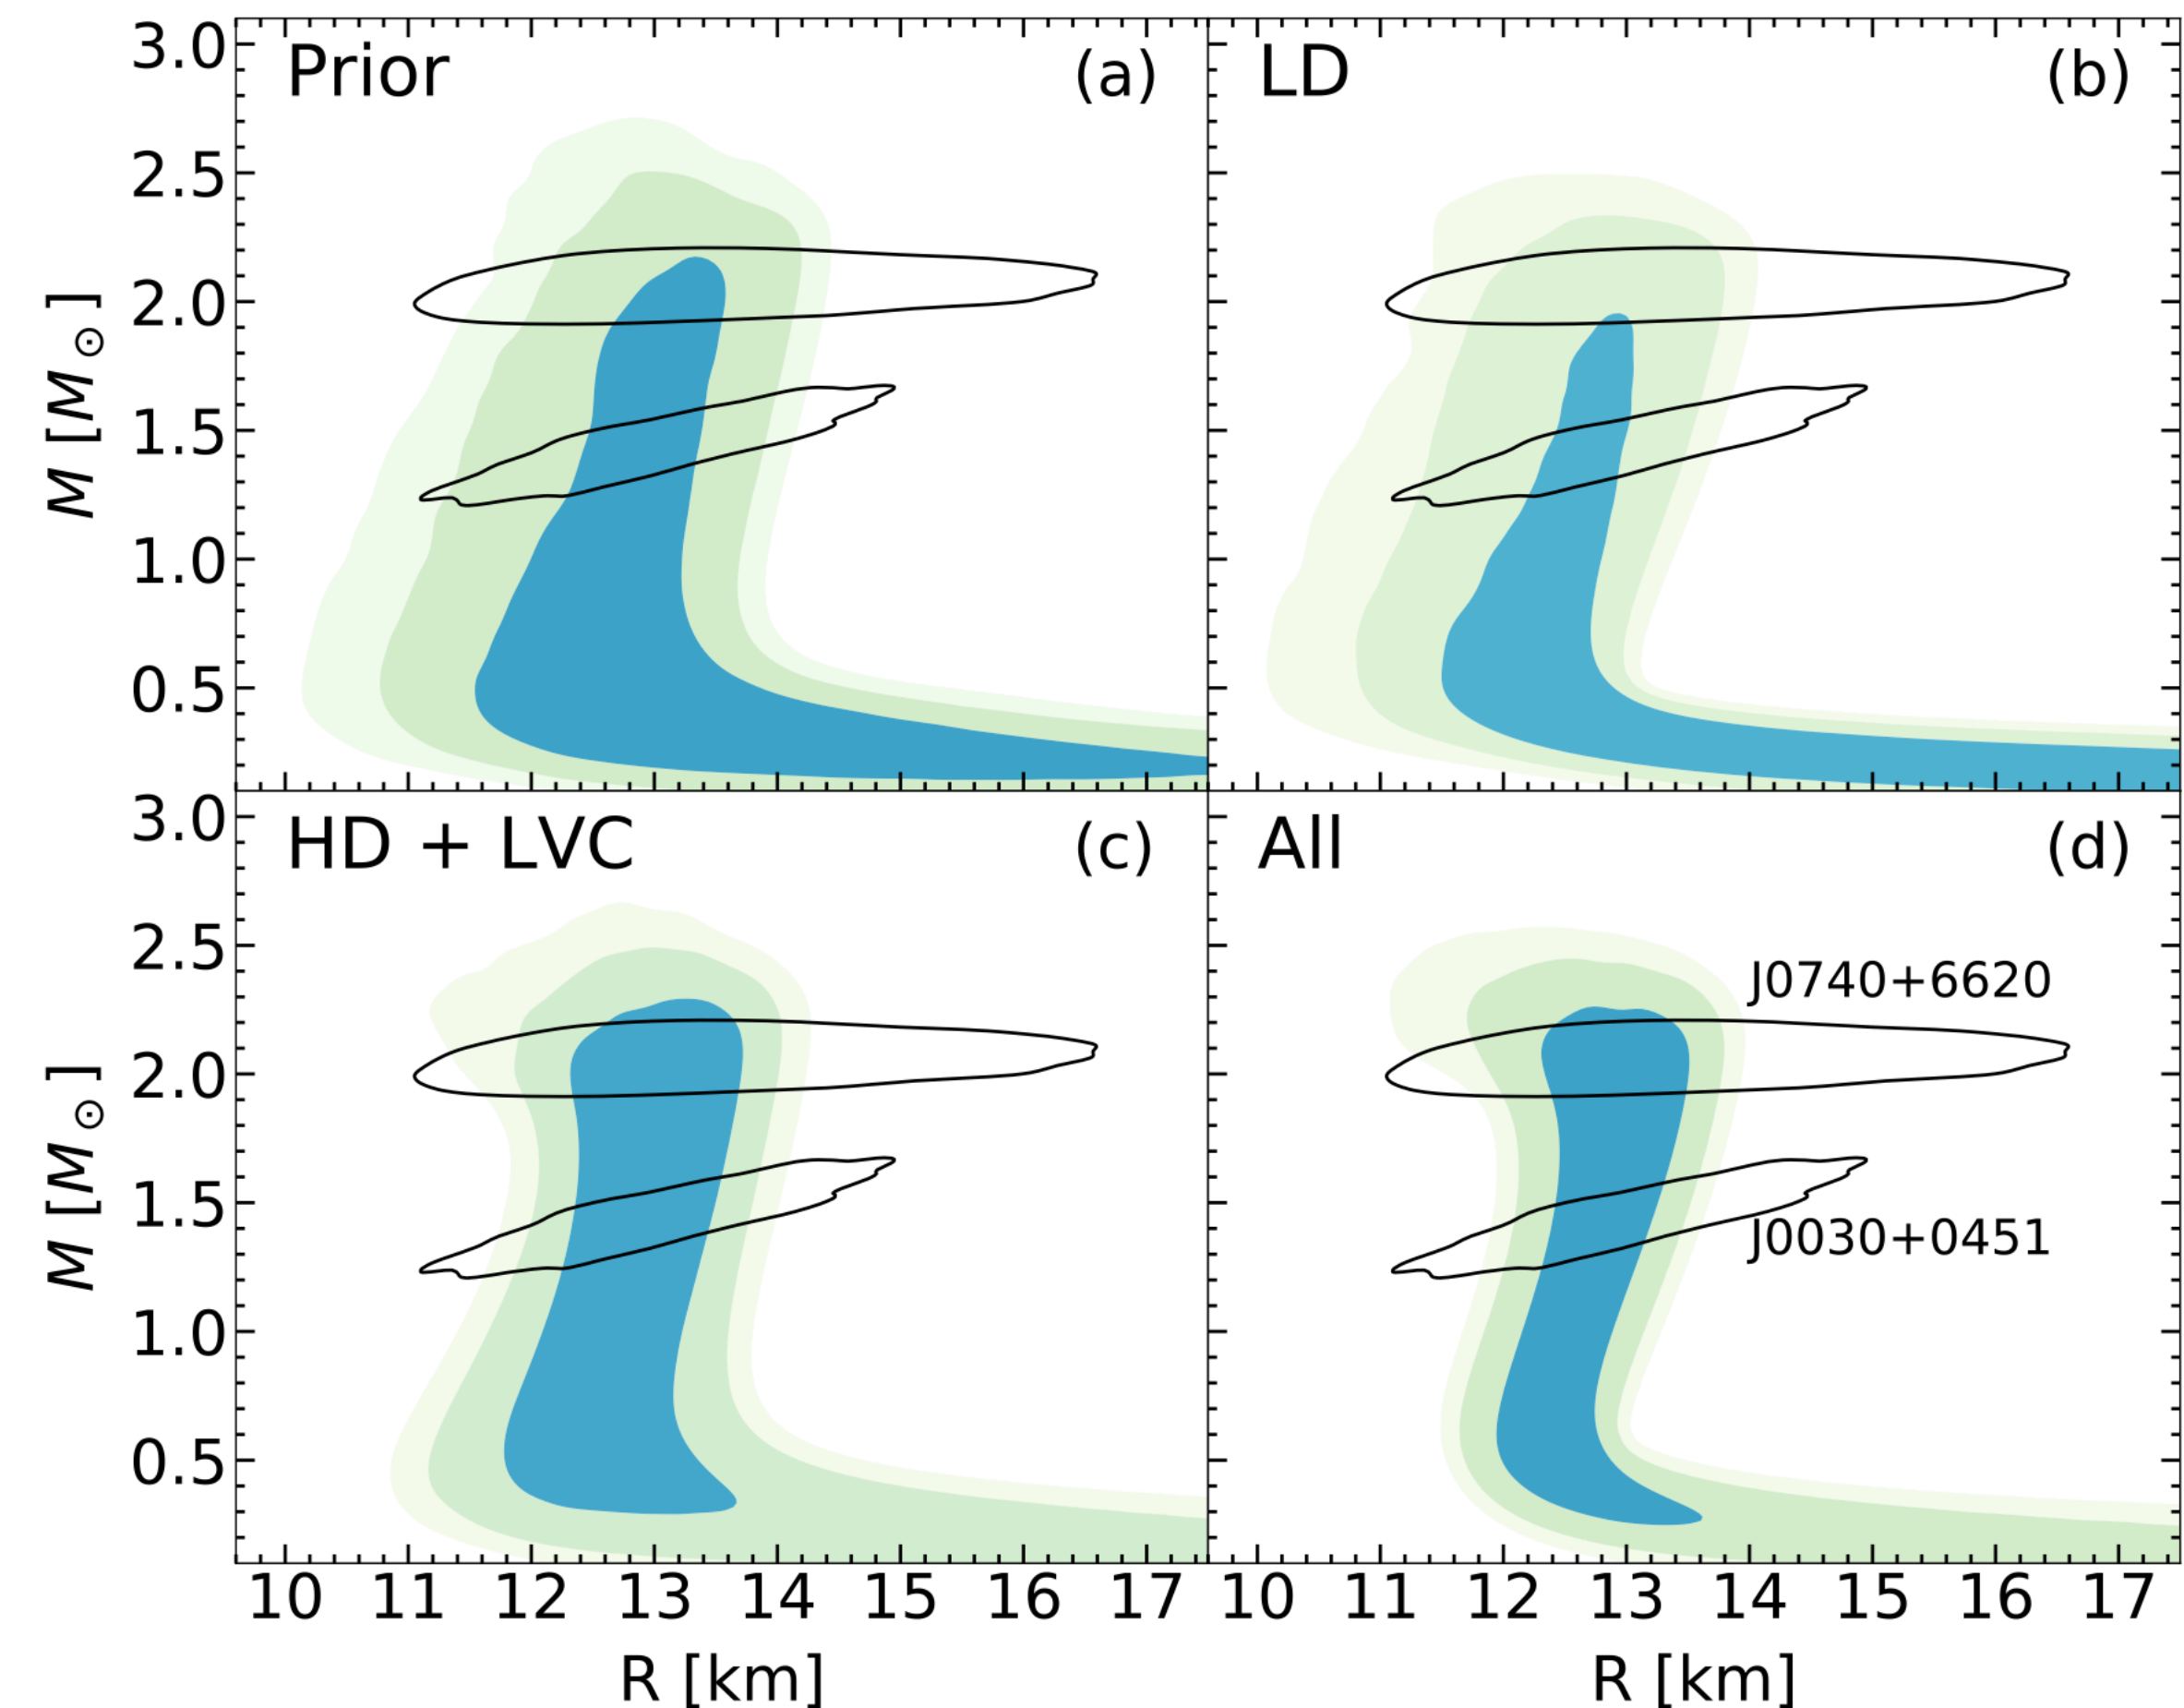 Prior
(a)
LD
(b)
3.0
2.5
2.0
1.5
1.0
0.5
M [M⊙]
HD + LVC
(c)
All
(d)
3.0
2.5
2.0
1.5
1.0
0.5
M [M⊙]
J0740+6620
J0030+0451
10 11 12 13 14 15 16 17
10 11 12 13 14 15 16 17
R [km]
R [km]